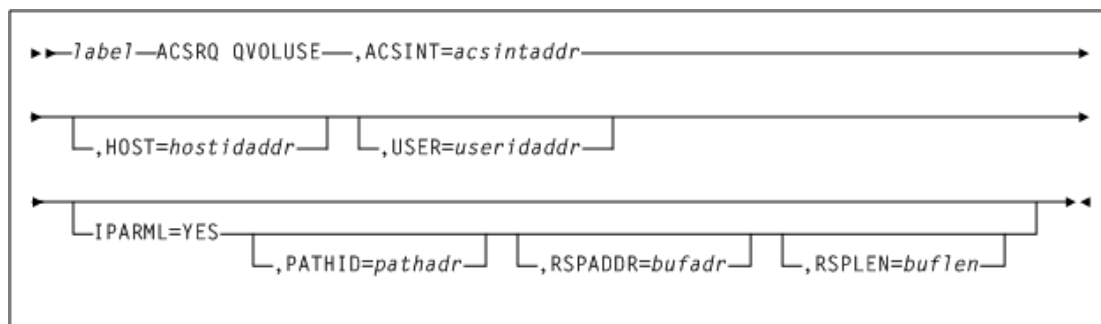 label ACSRQ QVOLUSE ,ACSINT=acsintaddr
,HOST=hostidaddr ,USER=useridaddr
IPARML=YES
,PATHID=pathadr ,RSPADDR=bufadr ,RSPLEN=buflen